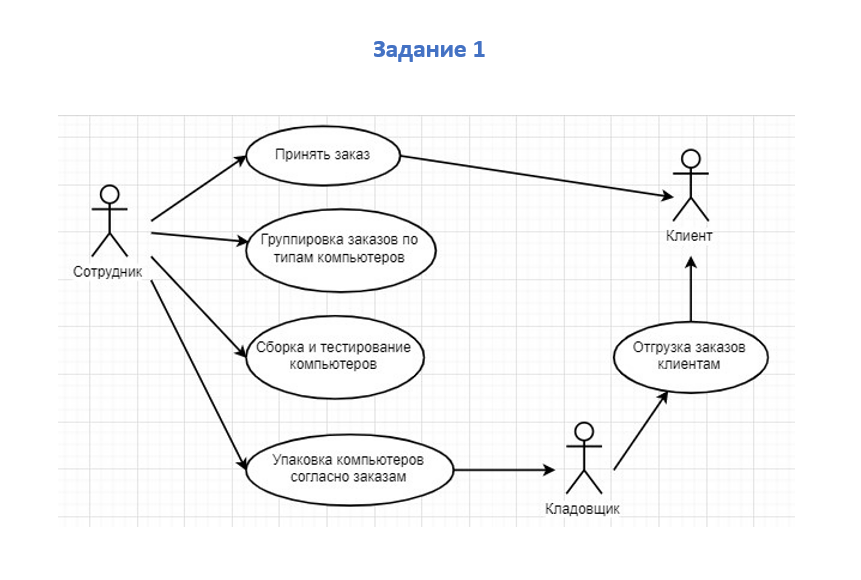 Задание 1
Принять заказ
Клиент
Группировка заказов по
типам компьютеров
Сотрудник
Сборка и тестирование
компьютеров
Отгрузка заказов
клиентам
Упаковка компьютеров
согласно заказам
Кладовщик